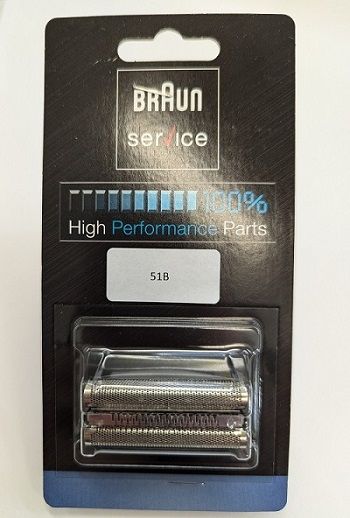 BRAUN
service
100%
High Performance Parts
51B